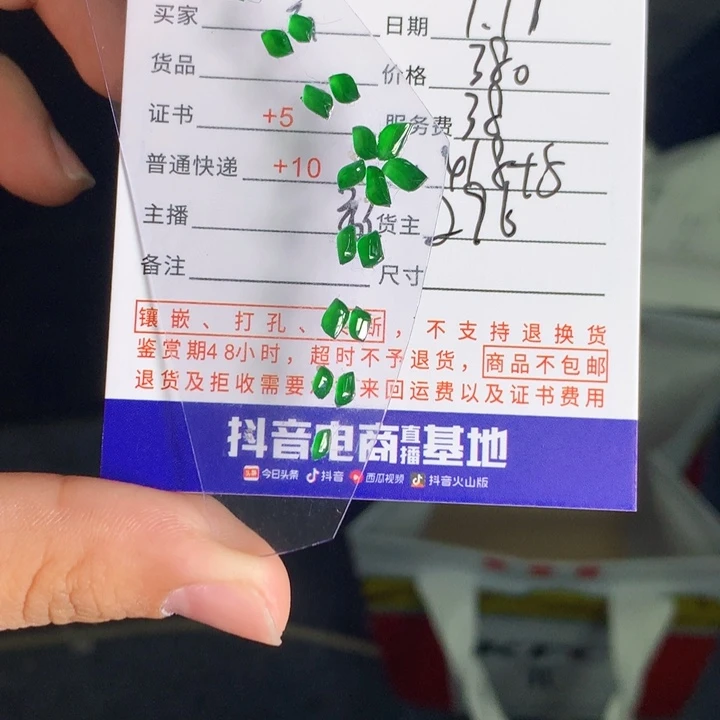 买家 日期
货品 价格 380
证书 +5 服务费 38
普通快递 +10 418+8
主播 货主 276
备注 尺寸
镶嵌、打孔、 ，不支持退换货
鉴赏期48小时，超时不予退货，商品不包邮
退货及拒收需要 来回运费以及证书费用
抖音电商直播基地
头条 今日头条 抖音 西瓜视频 抖音火山版